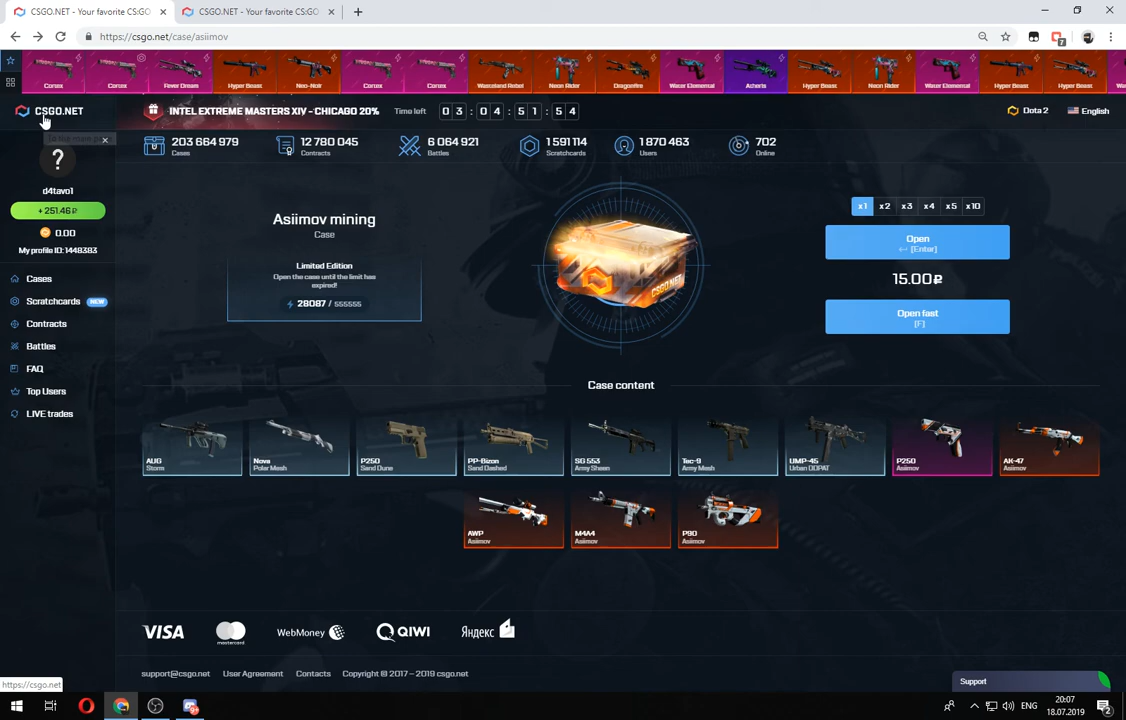 CSGO.NET - Your favorite CS:GO
CSGO.NET - Your favorite CS:GO
https://csgo.net/case/asiimov
7
Cortex
Cortex
Fever Dream
Hyper Beast
Neo-Noir
Cortex
Cortex
Wasteland Rebel
Neon Rider
Dragonfire
Water Elemental
Asterix
Hyper Beast
Neon Rider
Water Elemental
Hyper Beast
Hyper Beast
CSGO.NET
INTEL EXTREME MASTERS XIV - CHICAGO 20%
Time left
0 3 : 0 4 : 5 1 : 5 4
Dota 2
English
203 664 979
Cases
12 780 045
Contracts
6 064 921
Battles
1 591 114
Scratchcards
1 870 463
Users
702
Online
?
d4tavo1
+ 251.46 ₽
0.00
My profile ID: 1448383
Cases
Scratchcards NEW
Contracts
Battles
FAQ
Top Users
LIVE trades
Asiimov mining
Case
Limited Edition
Open the case until the limit has
expired!
28087 / 555555
CSGO.NET
x1 x2 x3 x4 x5 x10
Open
[Enter]
15.00₽
Open fast
[F]
Case content
AUG
Storm
Nova
Polar Mesh
P250
Sand Dune
PP-Bizon
Sand Dashed
SG 553
Army Sheen
Tec-9
Army Mesh
UMP-45
Urban DDPAT
P250
Asiimov
AK-47
Asiimov
AWP
Asiimov
M4A4
Asiimov
P90
Asiimov
VISA
mastercard
WebMoney
QIWI
Яндекс
support@csgo.net
User Agreement
Contacts
Copyright © 2017 – 2019 csgo.net
https://csgo.net
Support
ENG
20:07
18.07.2019
2